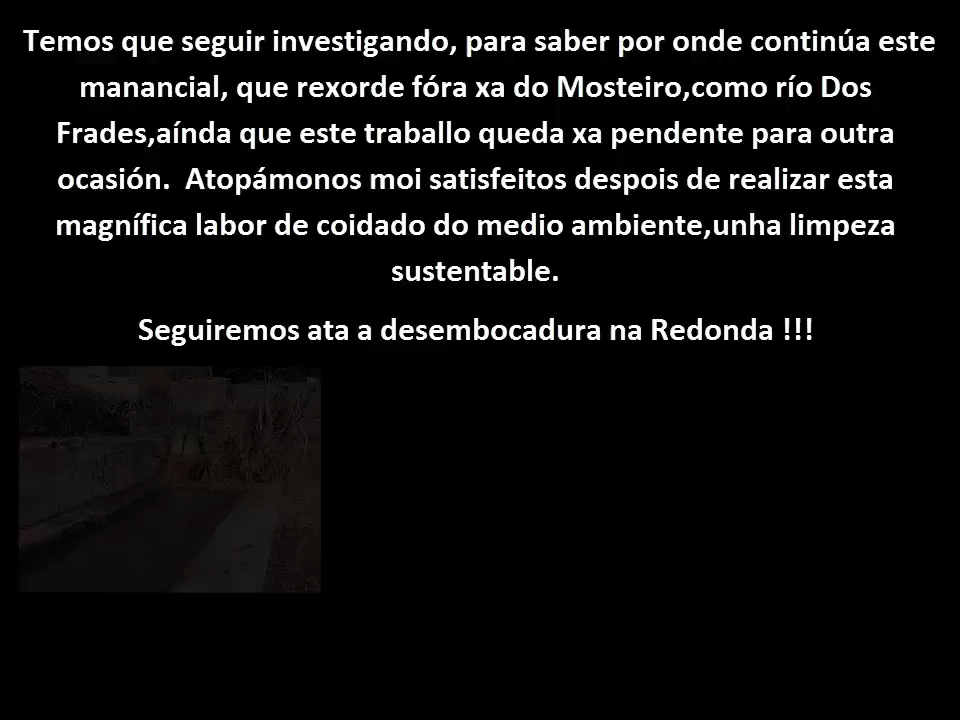 Temos que seguir investigando, para saber por onde continúa este
manancial, que rexorde fóra xa do Mosteiro,como río Dos
Frades,aínda que este traballo queda xa pendente para outra
ocasión.  Atopámonos moi satisfeitos despois de realizar esta
magnífica labor de coidado do medio ambiente,unha limpeza
sustentable.
Seguiremos ata a desembocadura na Redonda !!!